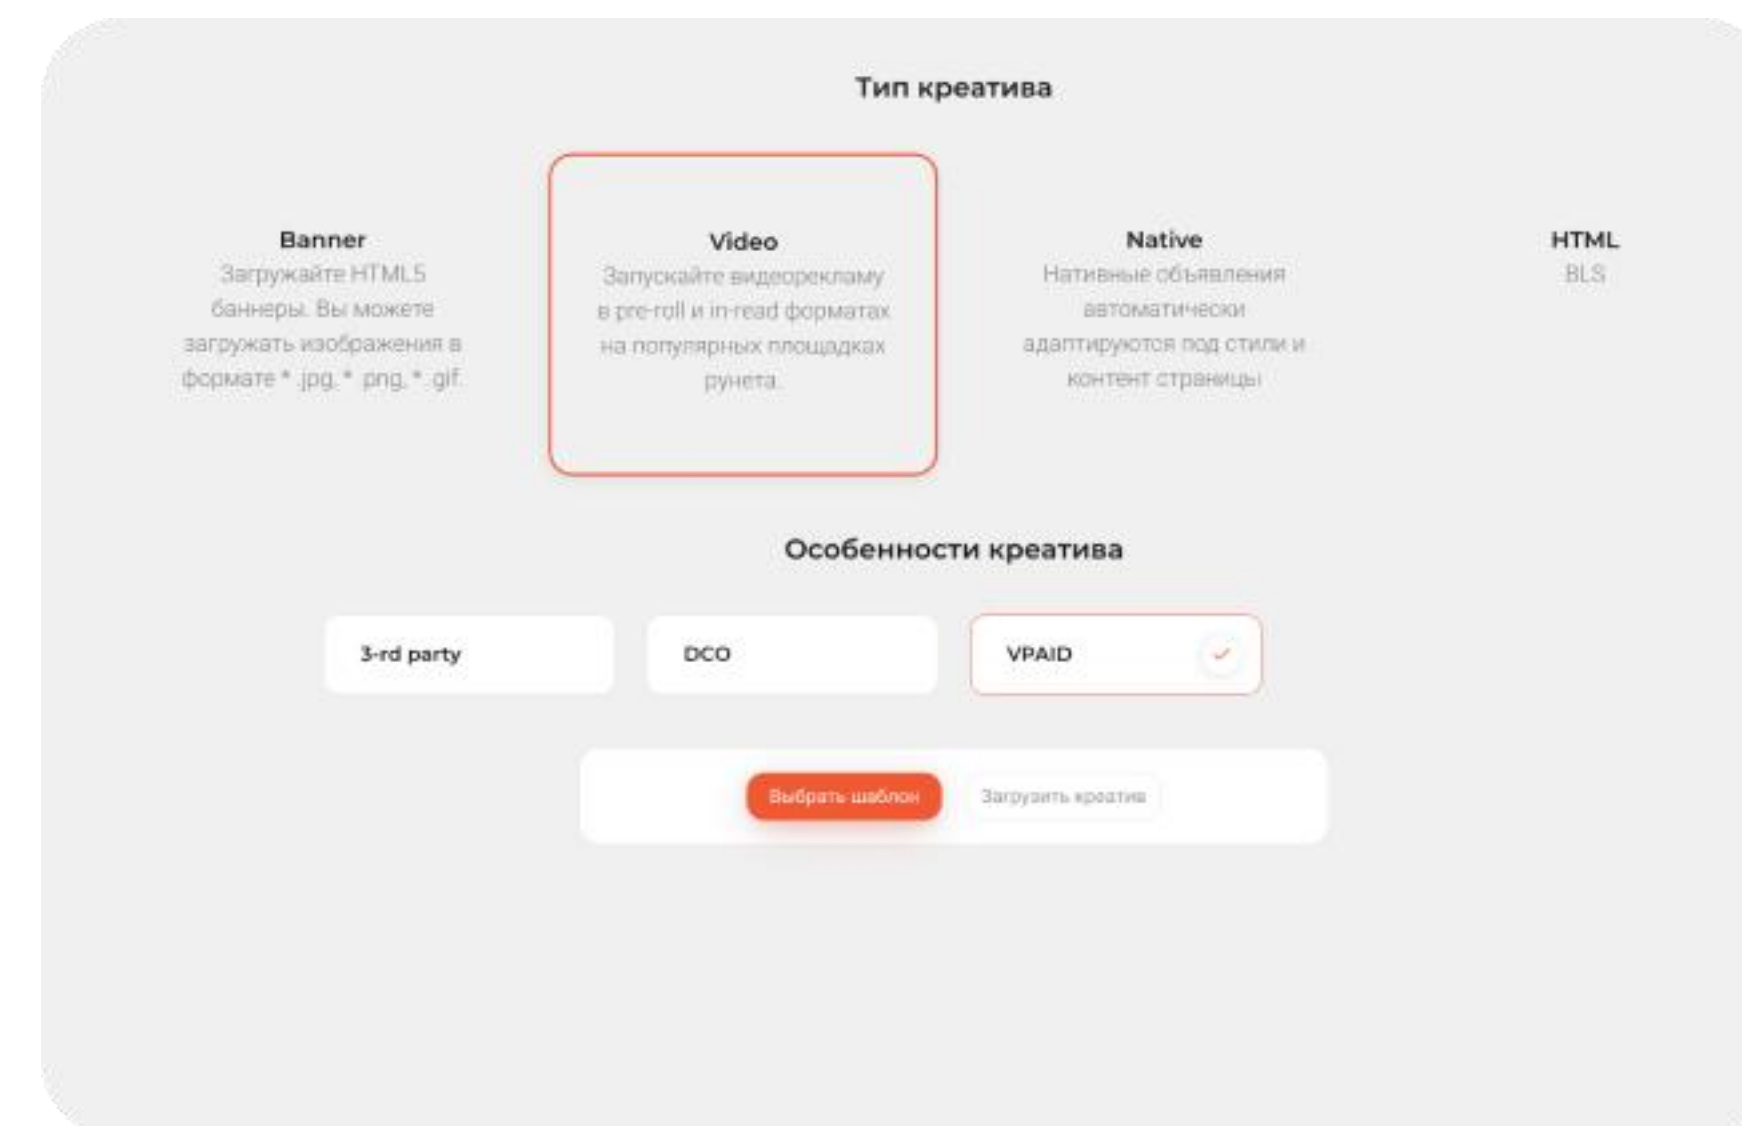 Тип креатива
Banner
Загружайте HTML5
баннеры. Вы можете
загружать изображения в
формате * .jpg, * .png, * .gif.
Video
Запускайте видеорекламу
в pre-roll и in-read форматах
на популярных площадках
рунета.
Native
Нативные объявления
автоматически
адаптируются под стили и
контент страницы
HTML
BLS
Особенности креатива
3-rd party
DCO
VPAID
Выбрать шаблон
Загрузить креатив